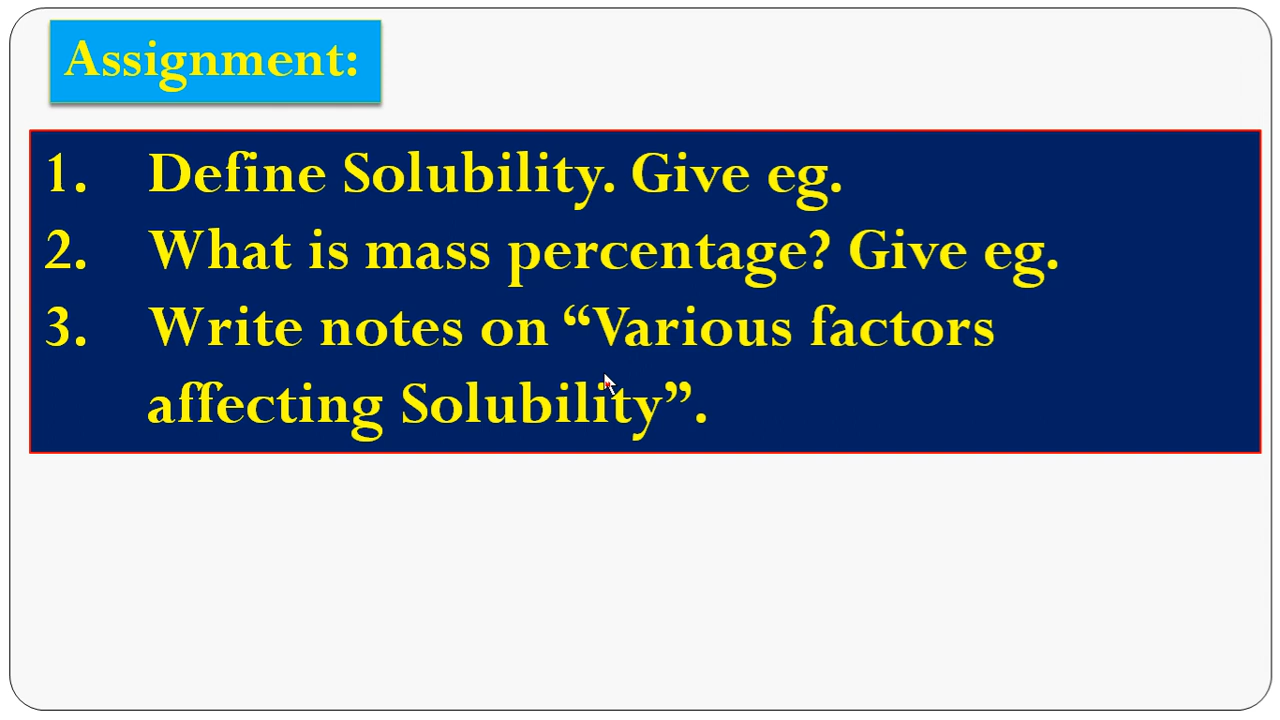 Assignment:
1. Define Solubility. Give eg.
2. What is mass percentage? Give eg.
3. Write notes on “Various factors
affecting Solubility”.